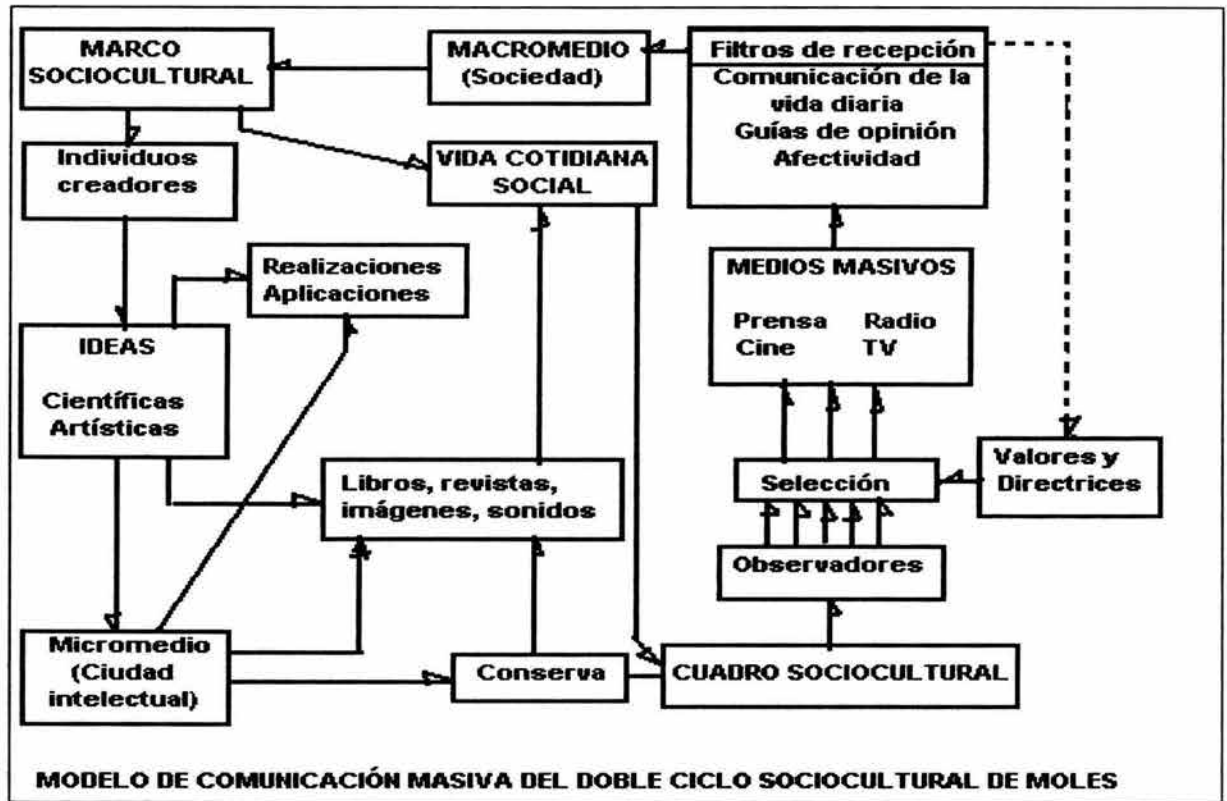 MARCO
SOCIOCULTURAL
MACROMEDIO
(Sociedad)
Filtros de recepción
Comunicación de la
vida diaria
Guías de opinión
Afectividad
Individuos
creadores
VIDA COTIDIANA
SOCIAL
Realizaciones
Aplicaciones
MEDIOS MASIVOS
Prensa Radio
Cine TV
IDEAS
Científicas
Artísticas
Libros, revistas,
imágenes, sonidos
Selección
Valores y
Directrices
Observadores
Micromedio
(Ciudad
intelectual)
Conserva
CUADRO SOCIOCULTURAL
MODELO DE COMUNICACIÓN MASIVA DEL DOBLE CICLO SOCIOCULTURAL DE MOLES